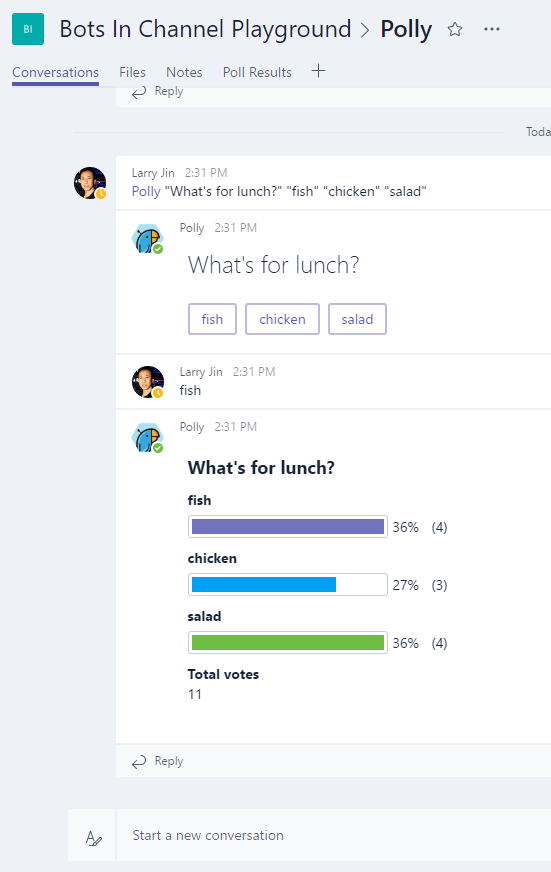 BI Bots In Channel Playground > Polly
Conversations Files Notes Poll Results
Reply
Toda
Larry Jin 2:31 PM
Polly "What's for lunch?" "fish" "chicken" "salad"
Polly 2:31 PM
What's for lunch?
fish chicken salad
Larry Jin 2:31 PM
fish
Polly 2:31 PM
What's for lunch?
fish
36% (4)
chicken
27% (3)
salad
36% (4)
Total votes
11
Reply
Start a new conversation